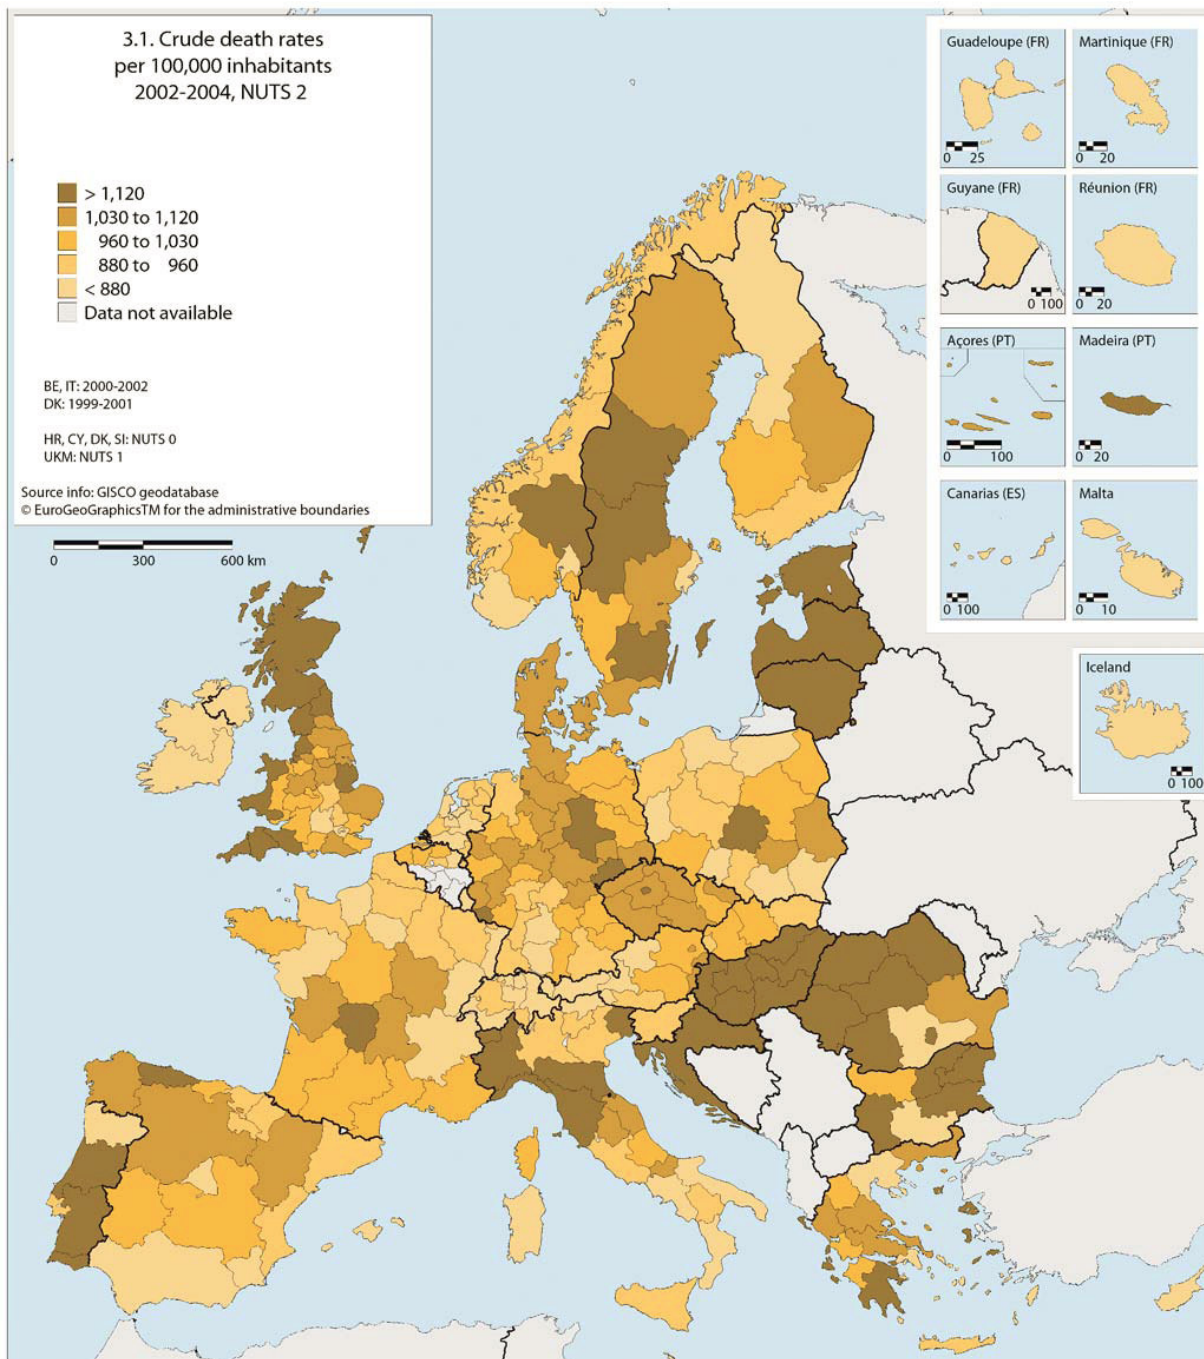 3.1. Crude death rates
per 100,000 inhabitants
2002-2004, NUTS 2
> 1,120
1,030 to 1,120
960 to 1,030
880 to 960
< 880
Data not available
BE, IT: 2000-2002
DK: 1999-2001
HR, CY, DK, SI: NUTS 0
UKM: NUTS 1
Source info: GISCO geodatabase
© EuroGeoGraphicsTM for the administrative boundaries
0 300 600 km
Guadeloupe (FR)
0 25
Martinique (FR)
0 20
Guyane (FR)
0 100
Réunion (FR)
0 20
Açores (PT)
0 100
Madeira (PT)
0 20
Canarias (ES)
0 100
Malta
0 10
Iceland
0 100